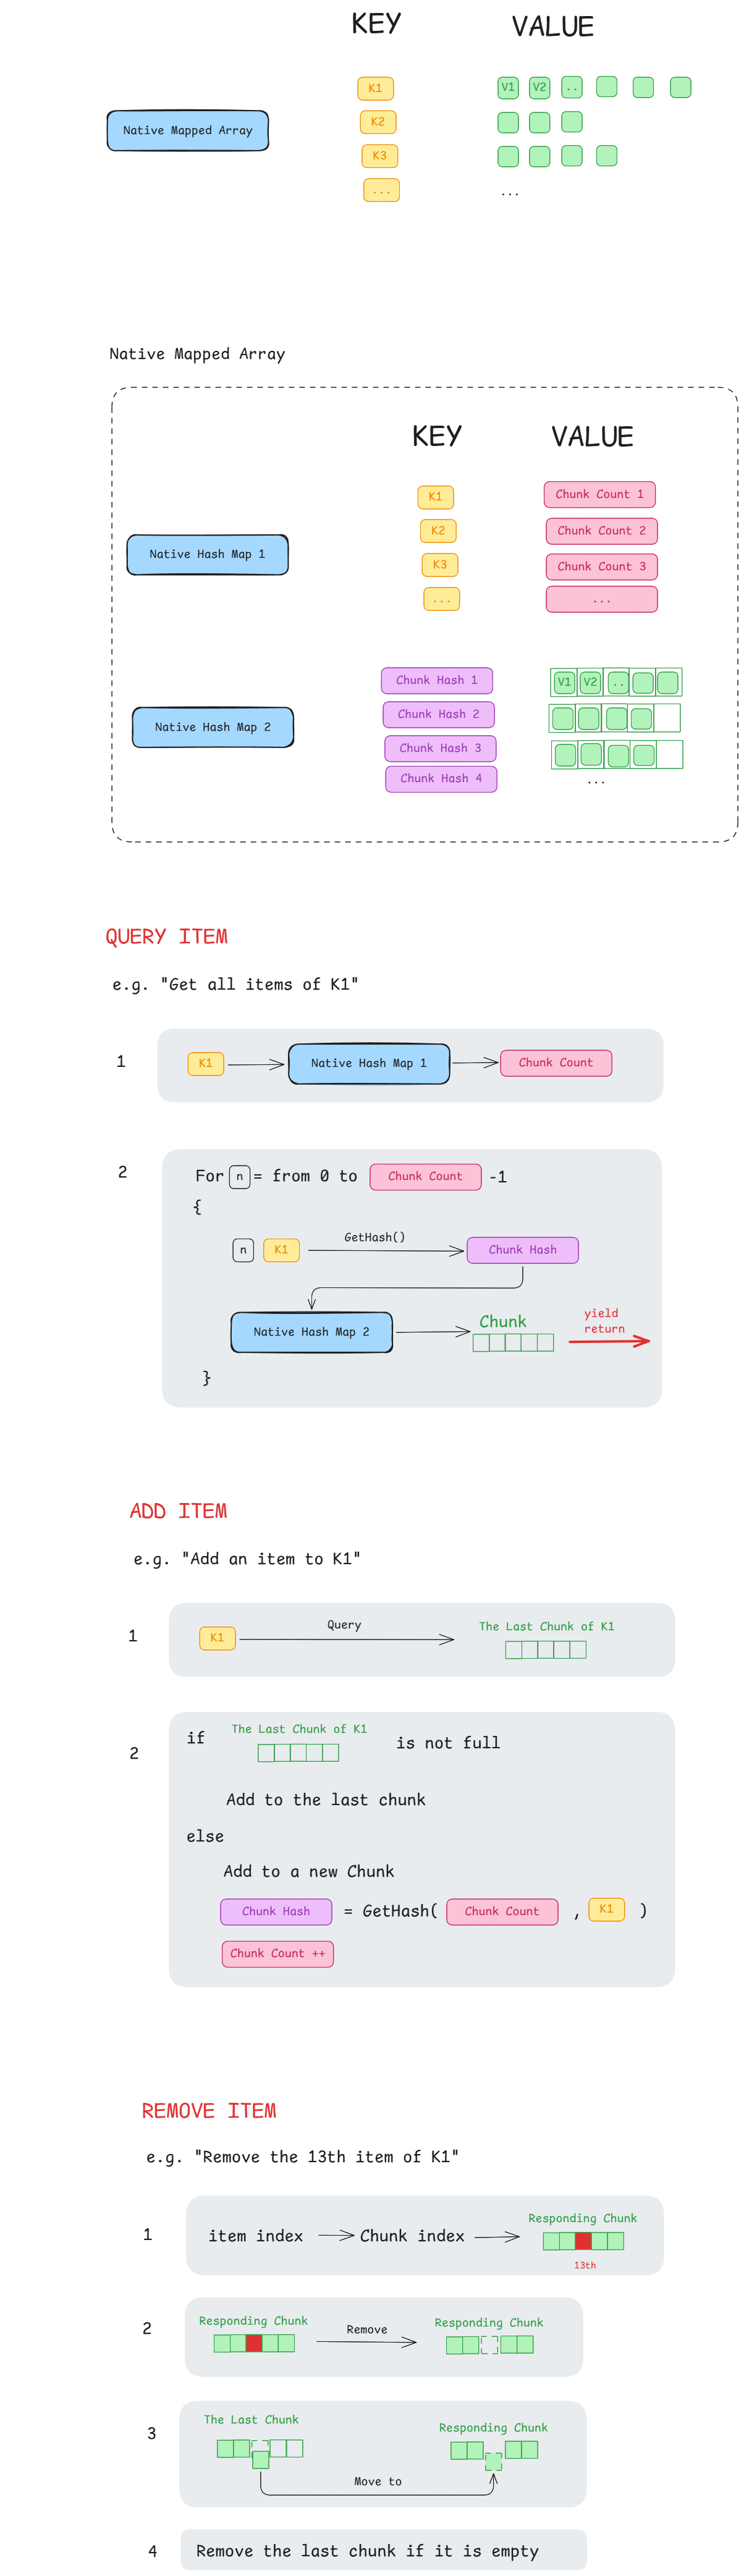 KEY VALUE
K1 V1 V2 ..
Native Mapped Array K2
K3
... ...
Native Mapped Array
KEY VALUE
K1 Chunk Count 1
K2 Chunk Count 2
Native Hash Map 1 K3 Chunk Count 3
... ...
Chunk Hash 1 V1 V2 ..
Chunk Hash 2
Native Hash Map 2 Chunk Hash 3
Chunk Hash 4 ...
QUERY ITEM
e.g. "Get all items of K1"
1 K1 Native Hash Map 1 Chunk Count
2 For n = from 0 to Chunk Count -1
{
GetHash()
n K1 Chunk Hash
Chunk yield
return
Native Hash Map 2
}
ADD ITEM
e.g. "Add an item to K1"
1 K1 Query The Last Chunk of K1
2 if The Last Chunk of K1 is not full
Add to the last chunk
else
Add to a new Chunk
Chunk Hash = GetHash( Chunk Count , K1 )
Chunk Count ++
REMOVE ITEM
e.g. "Remove the 13th item of K1"
Responding Chunk
1 item index Chunk index
13th
2 Responding Chunk Remove Responding Chunk
3 The Last Chunk Responding Chunk
Move to
4 Remove the last chunk if it is empty